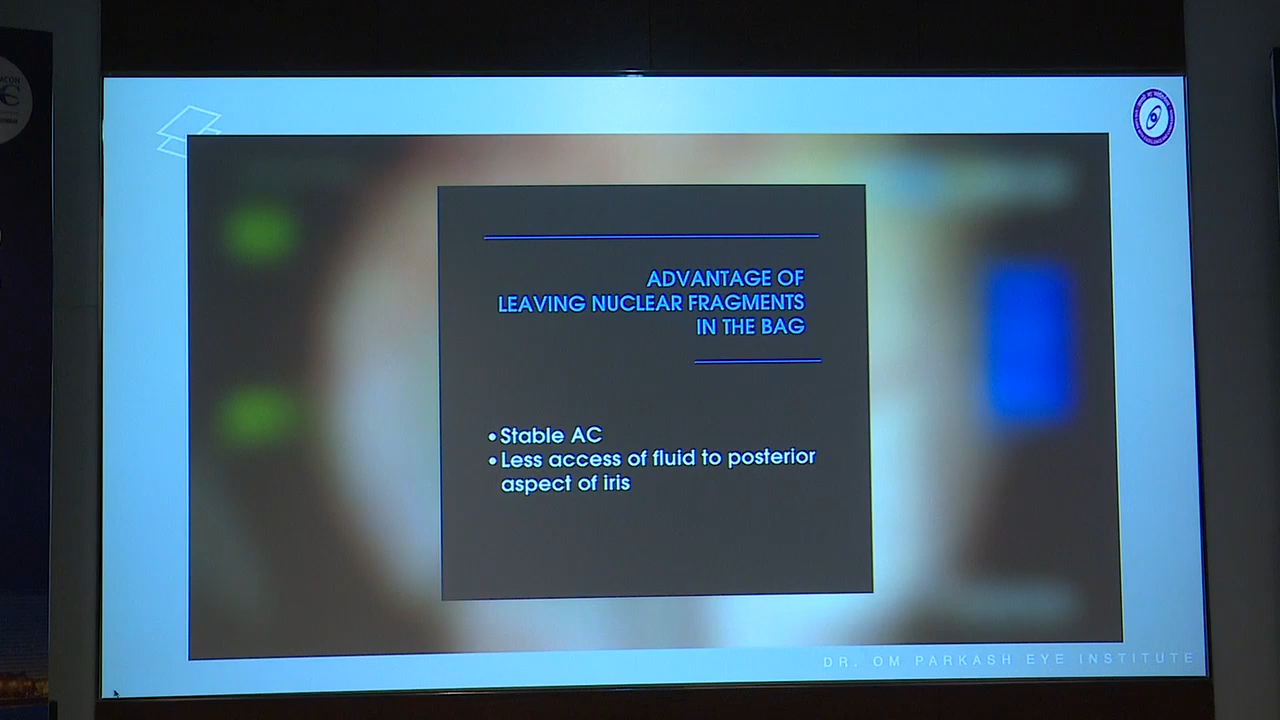 ADVANTAGE OF
LEAVING NUCLEAR FRAGMENTS
IN THE BAG
• Stable AC
• Less access of fluid to posterior
aspect of iris
DR. OM PARKASH EYE INSTITUTE